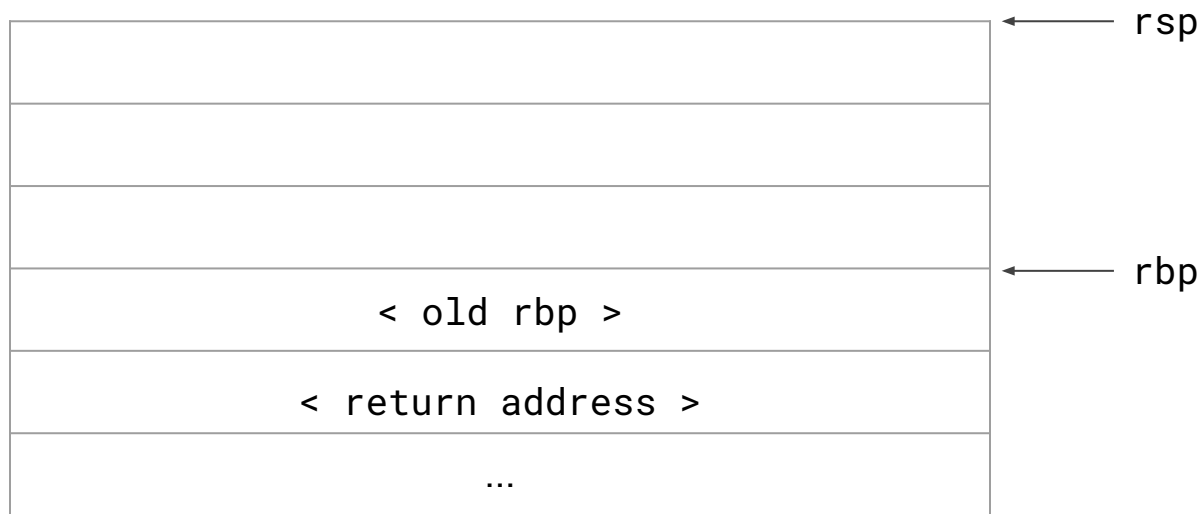 rsp
rbp
< old rbp >
< return address >
...